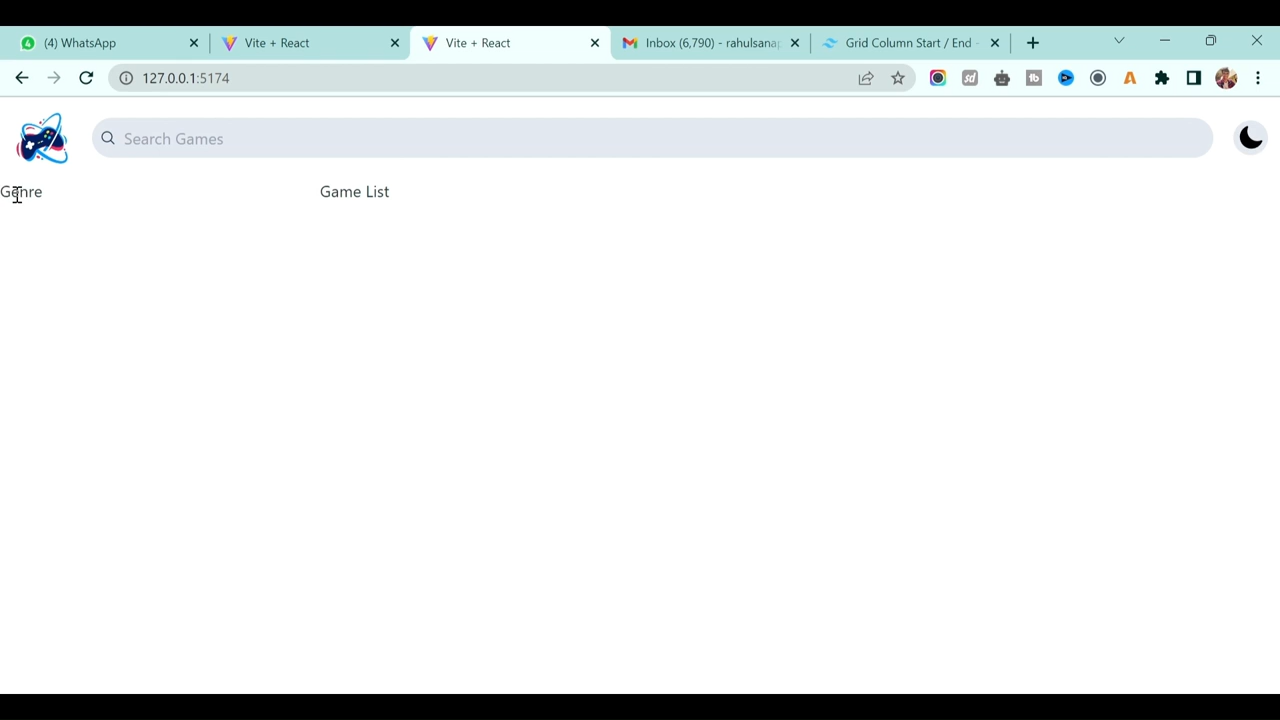 (4) WhatsApp
Vite + React
Vite + React
Inbox (6,790) - rahulsana
Grid Column Start / End -
127.0.0.1:5174
Search Games
Genre
Game List